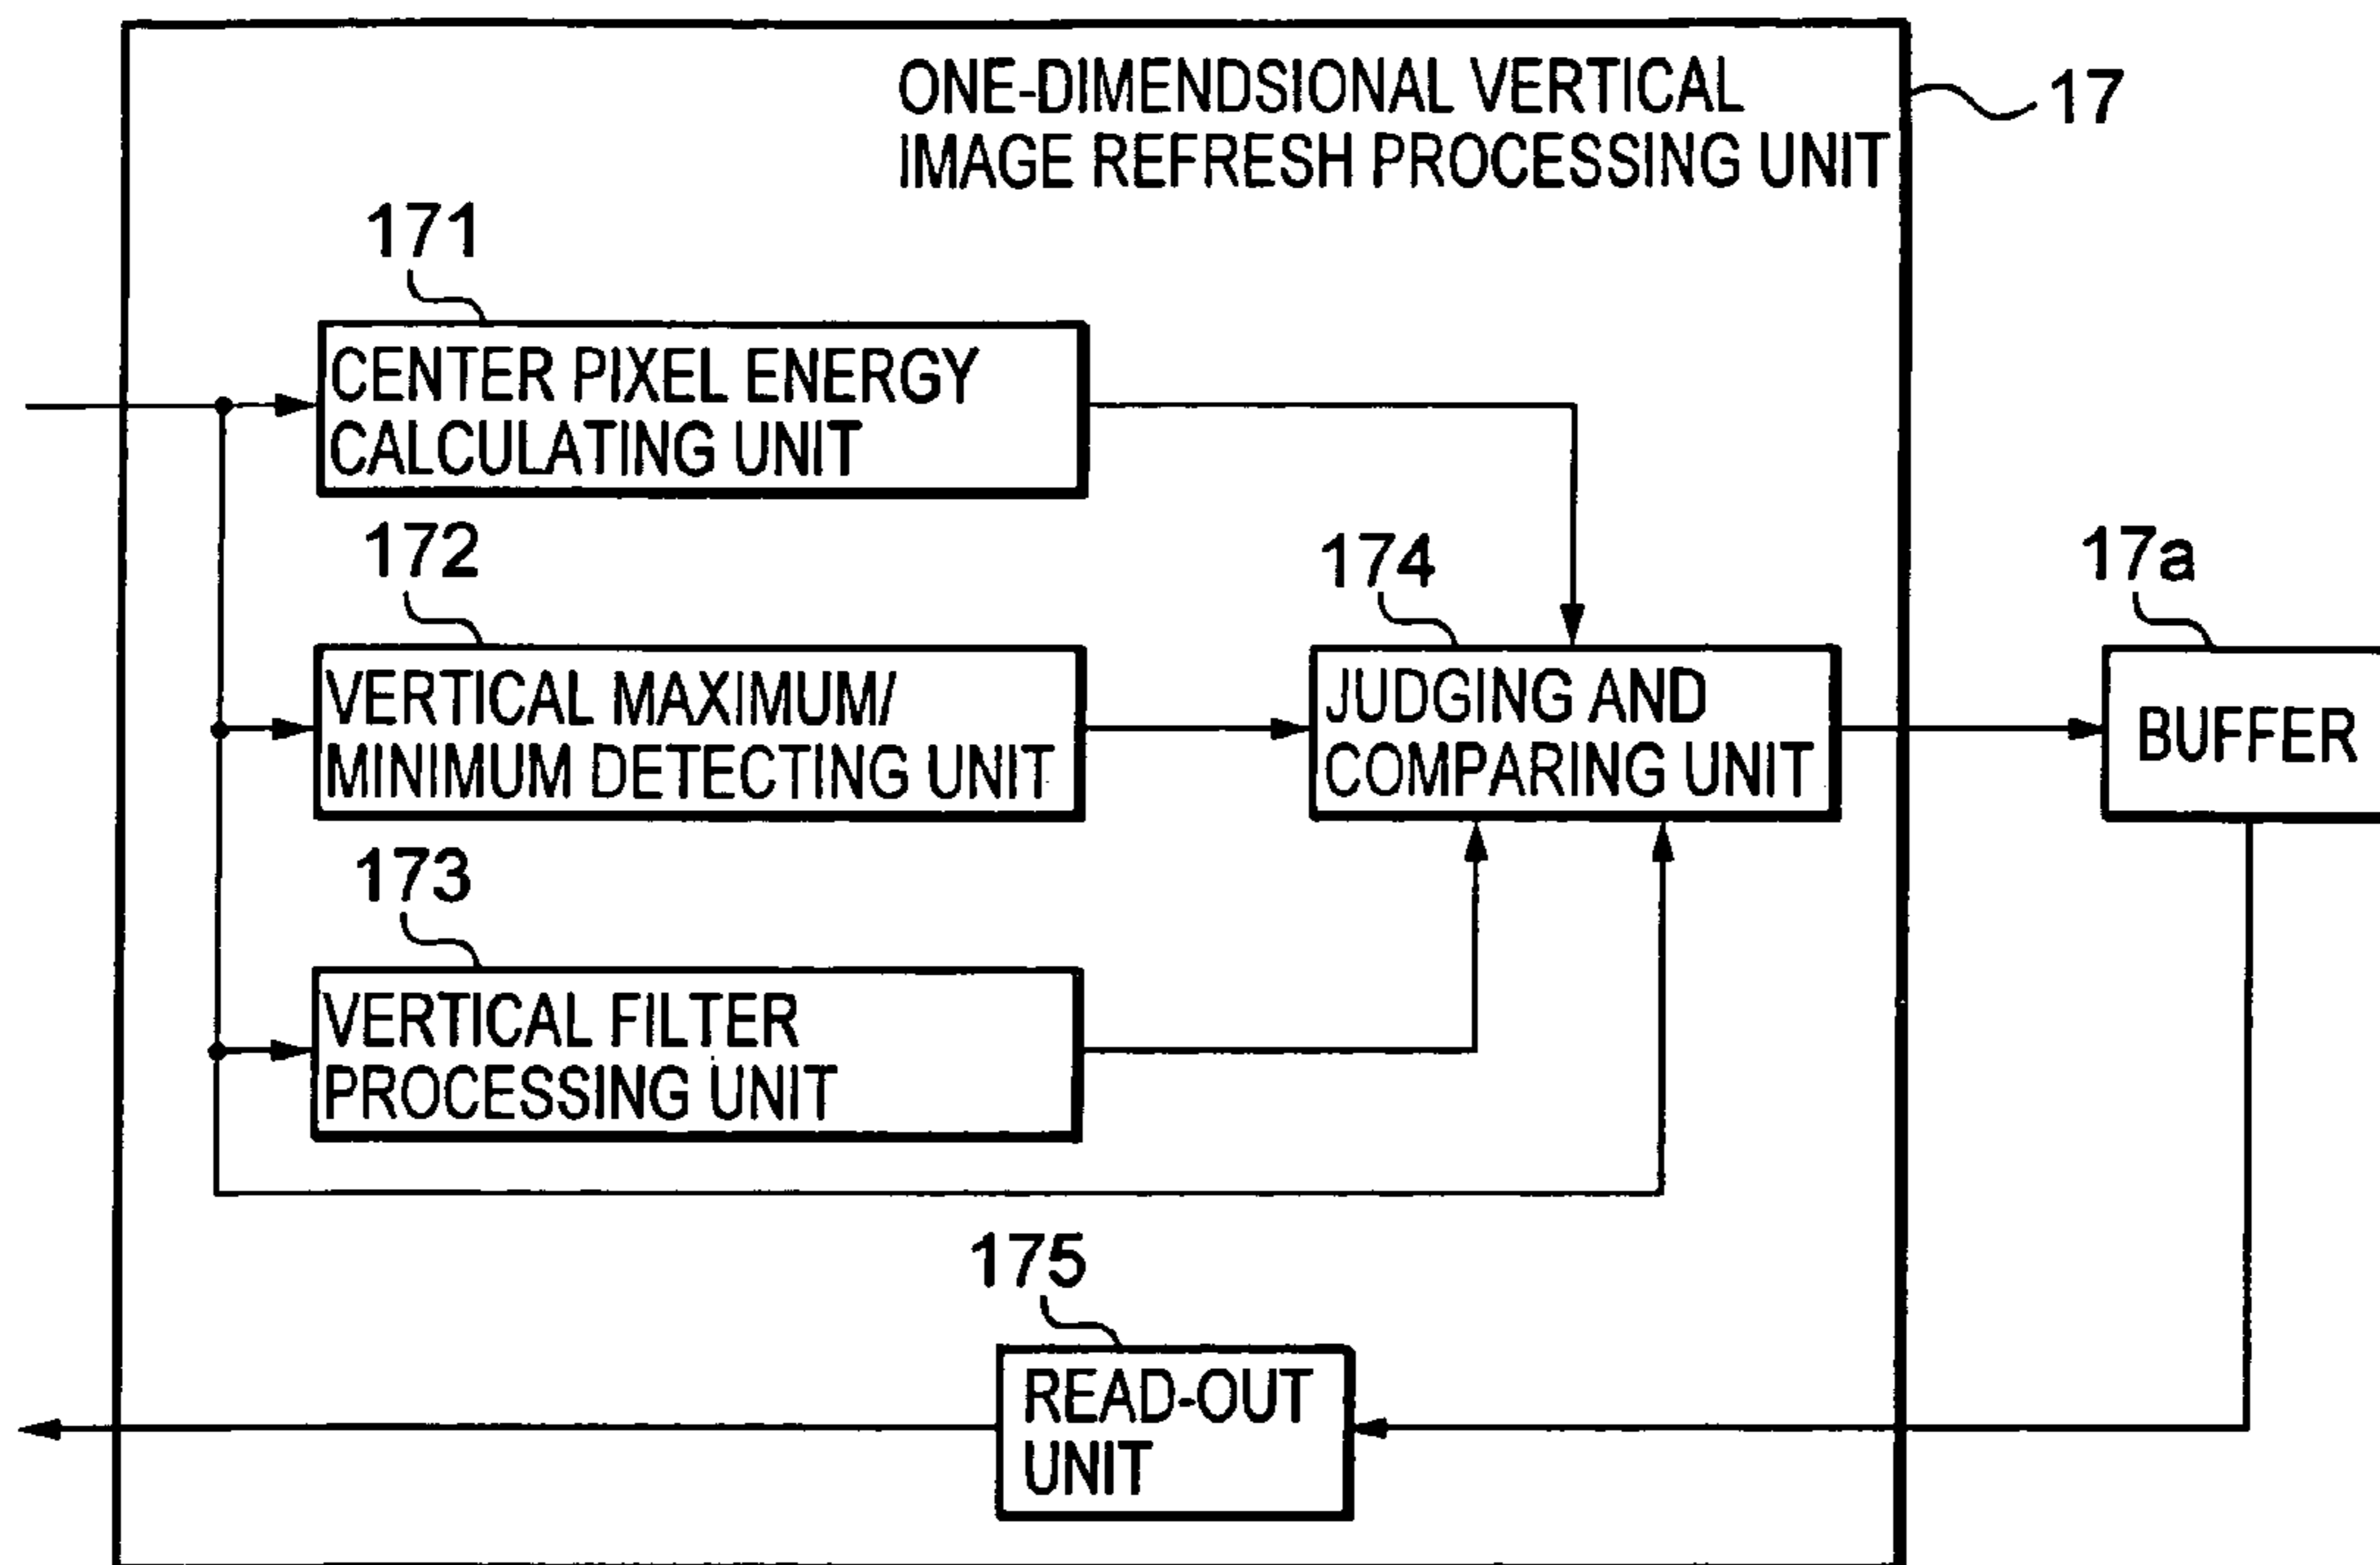 ONE-DIMENDSIONAL VERTICAL
IMAGE REFRESH PROCESSING UNIT
17
171
CENTER PIXEL ENERGY
CALCULATING UNIT
172
VERTICAL MAXIMUM/
MINIMUM DETECTING UNIT
174
JUDGING AND
COMPARING UNIT
17a
BUFFER
173
VERTICAL FILTER
PROCESSING UNIT
175
READ-OUT
UNIT